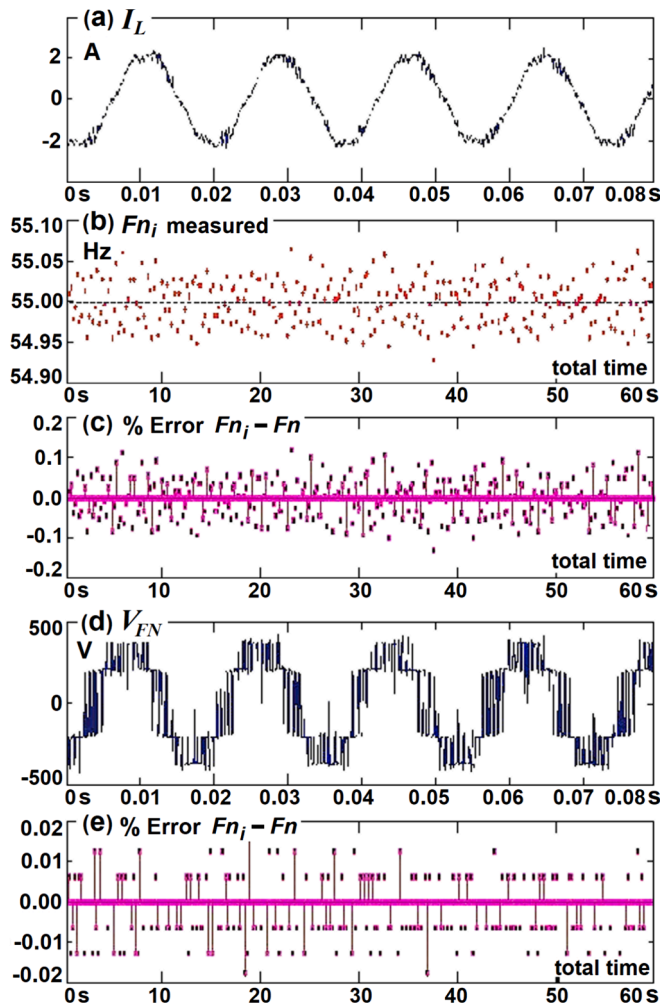 (a) I_L
A
2
0
-2
0s 0.01 0.02 0.03 0.04 0.05 0.06 0.07 0.08s
(b) Fn_i measured
Hz
55.10
55.05
55.00
54.95
54.90
total time
0s 10 20 30 40 50 60s
(c) % Error Fn_i – Fn
0.2
0.1
0.0
-0.1
-0.2
total time
0s 10 20 30 40 50 60s
(d) V_FN
V
500
0
-500
0s 0.01 0.02 0.03 0.04 0.05 0.06 0.07 0.08s
(e) % Error Fn_i – Fn
0.02
0.01
0.00
-0.01
-0.02
total time
0s 10 20 30 40 50 60s